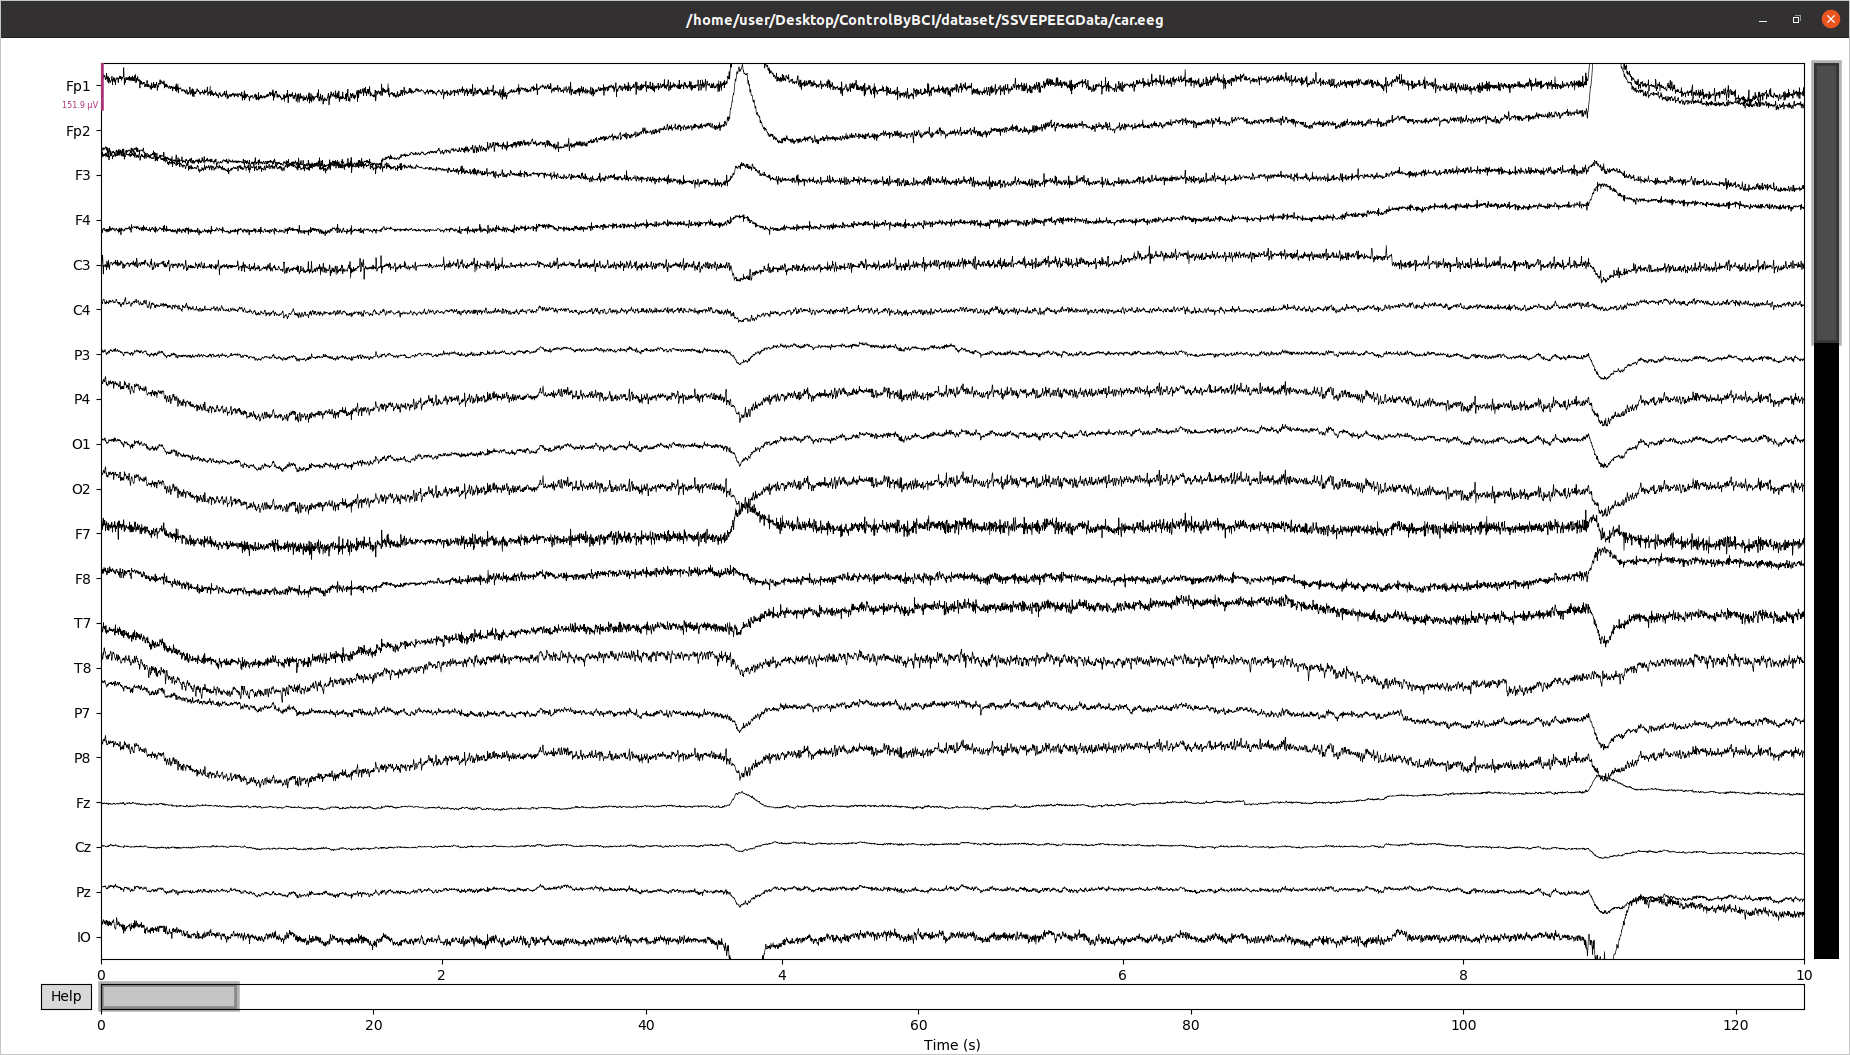 /home/user/Desktop/ControlByBCI/dataset/SSVEPEEGData/car.eeg
Fp1
151.9 µV
Fp2
F3
F4
C3
C4
P3
P4
O1
O2
F7
F8
T7
T8
P7
P8
Fz
Cz
Pz
IO
0 2 4 6 8 10
Help
0 20 40 60 80 100 120
Time (s)